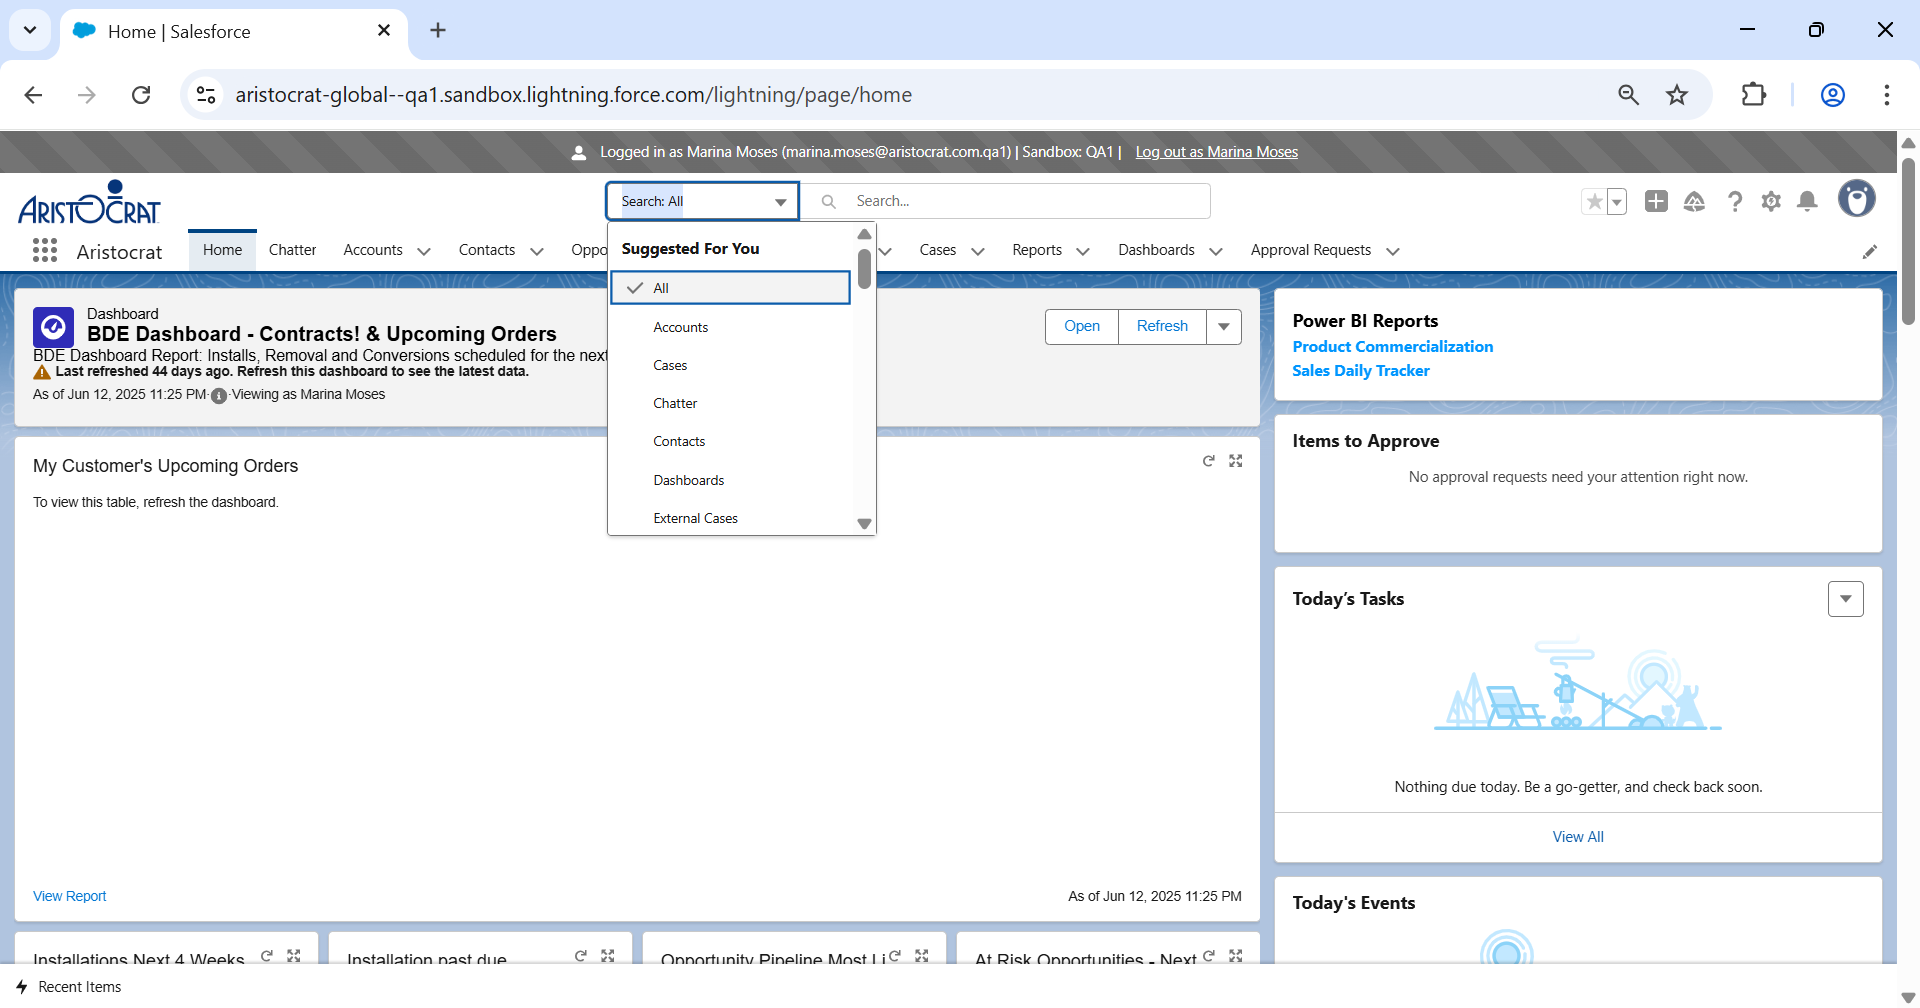 Home | Salesforce
aristocrat-global--qa1.sandbox.lightning.force.com/lightning/page/home
Logged in as Marina Moses (marina.moses@aristocrat.com.qa1) | Sandbox: QA1 | Log out as Marina Moses
ARISTOCRAT
Search: All
Search...
Aristocrat
Home
Chatter
Accounts
Contacts
Oppo
Cases
Reports
Dashboards
Approval Requests
Suggested For You
All
Accounts
Cases
Chatter
Contacts
Dashboards
External Cases
Dashboard
BDE Dashboard - Contracts! & Upcoming Orders
BDE Dashboard Report: Installs, Removal and Conversions scheduled for the next
Last refreshed 44 days ago. Refresh this dashboard to see the latest data.
As of Jun 12, 2025 11:25 PM·Viewing as Marina Moses
Open
Refresh
My Customer's Upcoming Orders
To view this table, refresh the dashboard.
View Report
As of Jun 12, 2025 11:25 PM
Installations Next 4 Weeks
Installation past due
Opportunity Pipeline Most Li
At Risk Opportunities - Next
Power BI Reports
Product Commercialization
Sales Daily Tracker
Items to Approve
No approval requests need your attention right now.
Today’s Tasks
Nothing due today. Be a go-getter, and check back soon.
View All
Today's Events
Recent Items